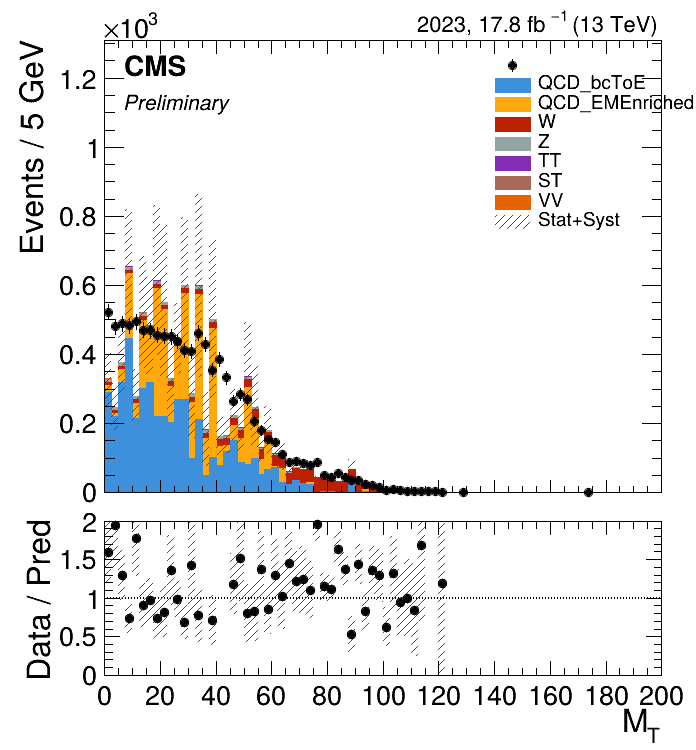 ×10³
2023, 17.8 fb⁻¹ (13 TeV)
Events / 5 GeV
CMS
Preliminary
QCD_bcToE
QCD_EMEnriched
W
Z
TT
ST
VV
Stat+Syst
1.2
1
0.8
0.6
0.4
0.2
0
Data / Pred
2
1.5
1
0.5
0
0 20 40 60 80 100 120 140 160 180 200
M_T